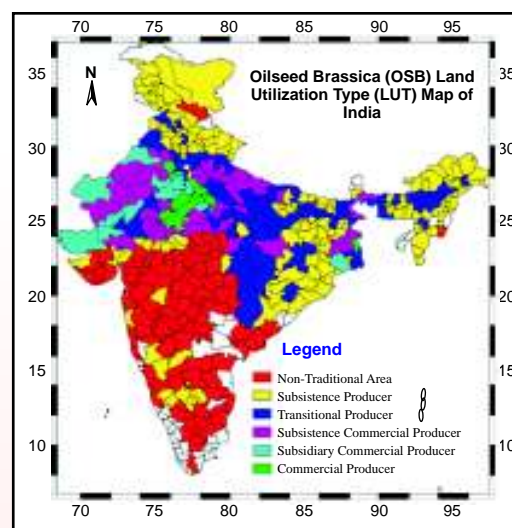 70 75 80 85 90 95
Oilseed Brassica (OSB) Land
Utilization Type (LUT) Map of
India
N
35 35
30 30
25 25
20 20
15 15
10 10
Legend
Non-Traditional Area
Subsistence Producer
Transitional Producer
Subsistence Commercial Producer
Subsidiary Commercial Producer
Commercial Producer
70 75 80 85 90 95